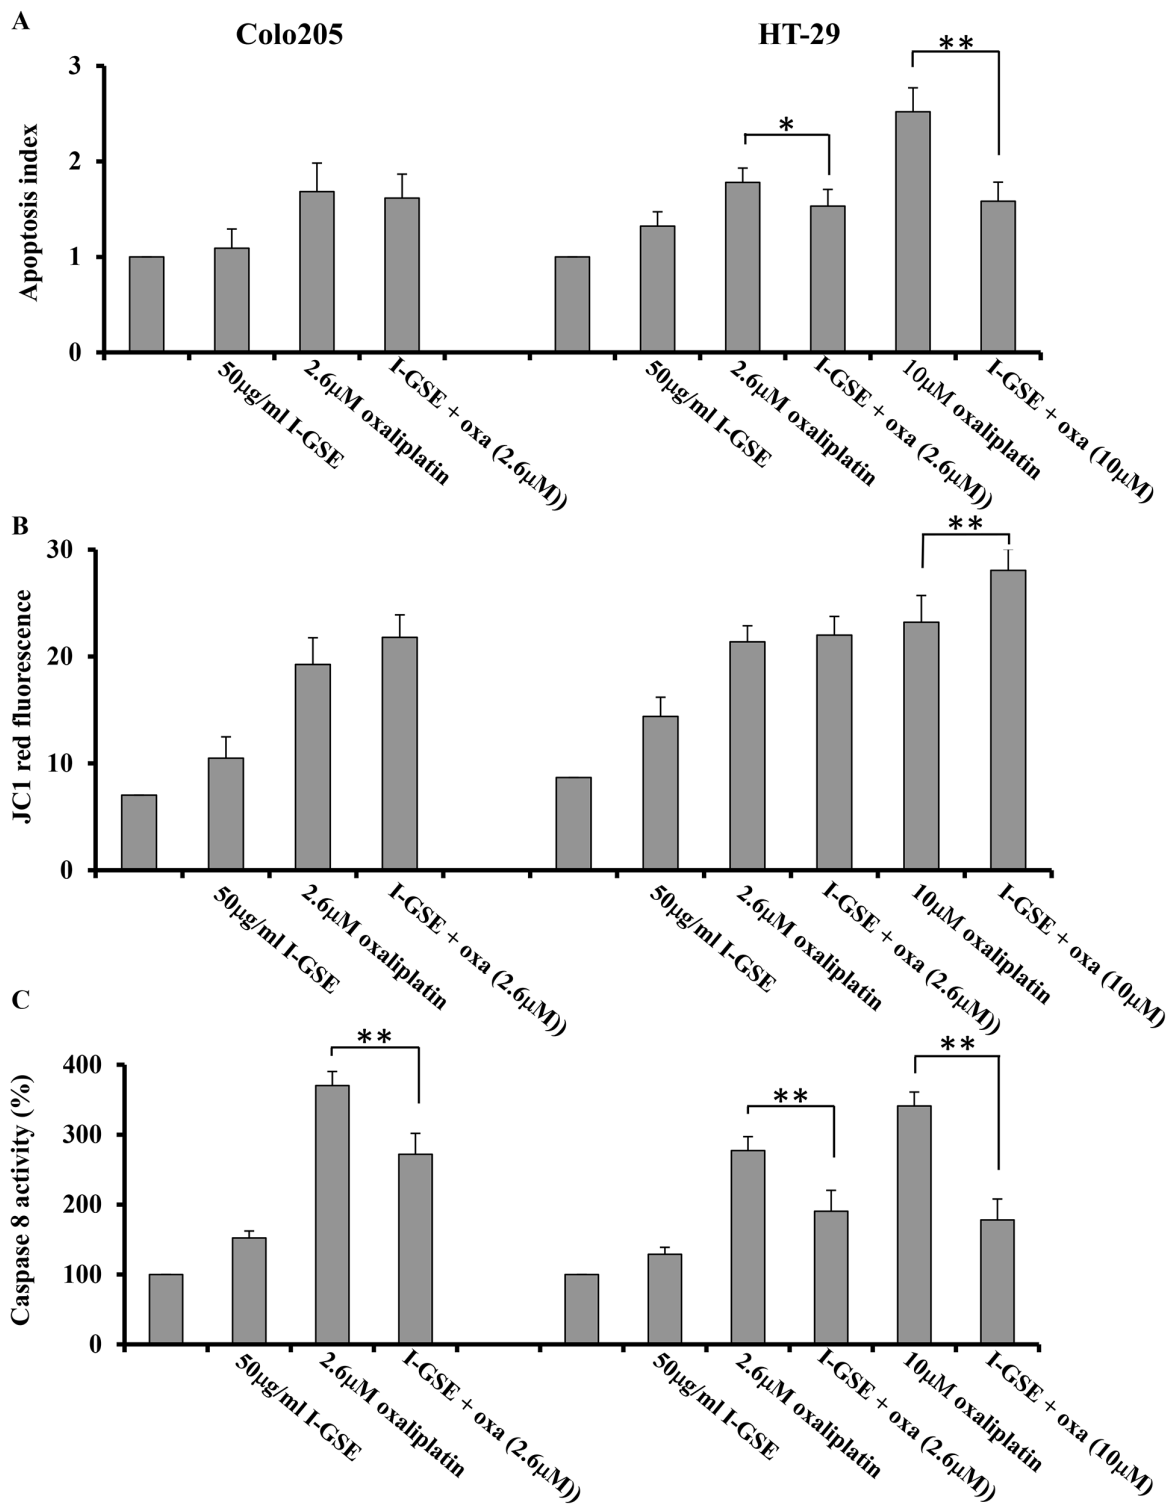 A
Colo205
HT-29
Apoptosis index
3
2
1
0
*
**
50µg/ml I-GSE
2.6µM oxaliplatin
I-GSE + oxa (2.6µM))
50µg/ml I-GSE
2.6µM oxaliplatin
I-GSE + oxa (2.6µM))
10µM oxaliplatin
I-GSE + oxa (10µM)
B
JC1 red fluorescence
30
20
10
0
**
50µg/ml I-GSE
2.6µM oxaliplatin
I-GSE + oxa (2.6µM))
50µg/ml I-GSE
2.6µM oxaliplatin
I-GSE + oxa (2.6µM))
10µM oxaliplatin
I-GSE + oxa (10µM)
C
Caspase 8 activity (%)
400
300
200
100
0
**
**
**
50µg/ml I-GSE
2.6µM oxaliplatin
I-GSE + oxa (2.6µM))
50µg/ml I-GSE
2.6µM oxaliplatin
I-GSE + oxa (2.6µM))
10µM oxaliplatin
I-GSE + oxa (10µM)